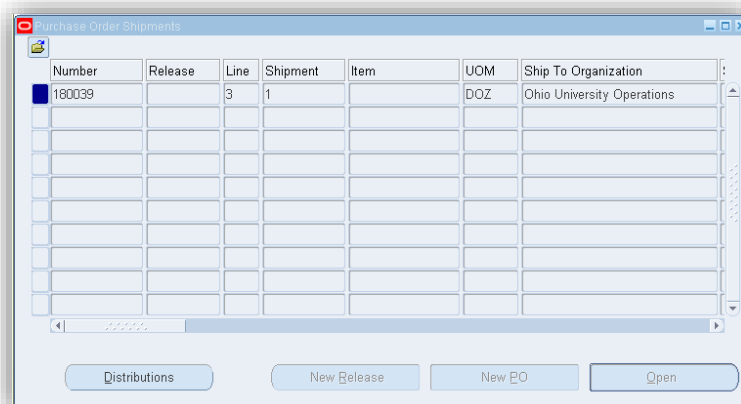 Purchase Order Shipments
Number Release Line Shipment Item UOM Ship To Organization
180039 3 1 DOZ Ohio University Operations
Distributions New Release New PO Open